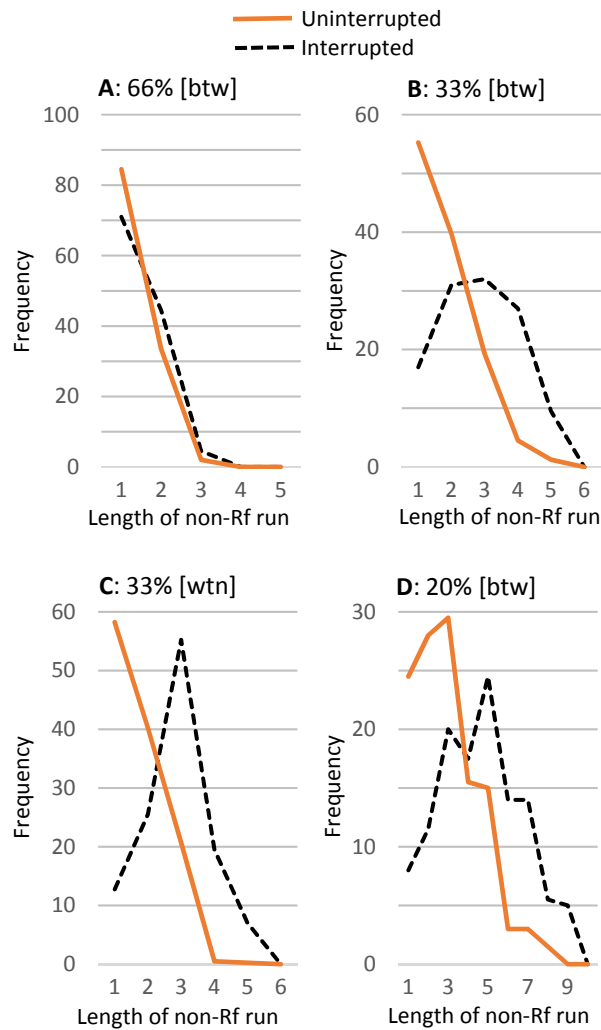 Uninterrupted
Interrupted
A: 66% [btw]
100
80
60
40
20
0
Frequency
1 2 3 4 5
Length of non-Rf run
B: 33% [btw]
60
40
20
0
Frequency
1 2 3 4 5 6
Length of non-Rf run
C: 33% [wtn]
60
50
40
30
20
10
0
Frequency
1 2 3 4 5 6
Length of non-Rf run
D: 20% [btw]
30
20
10
0
Frequency
1 3 5 7 9
Length of non-Rf run